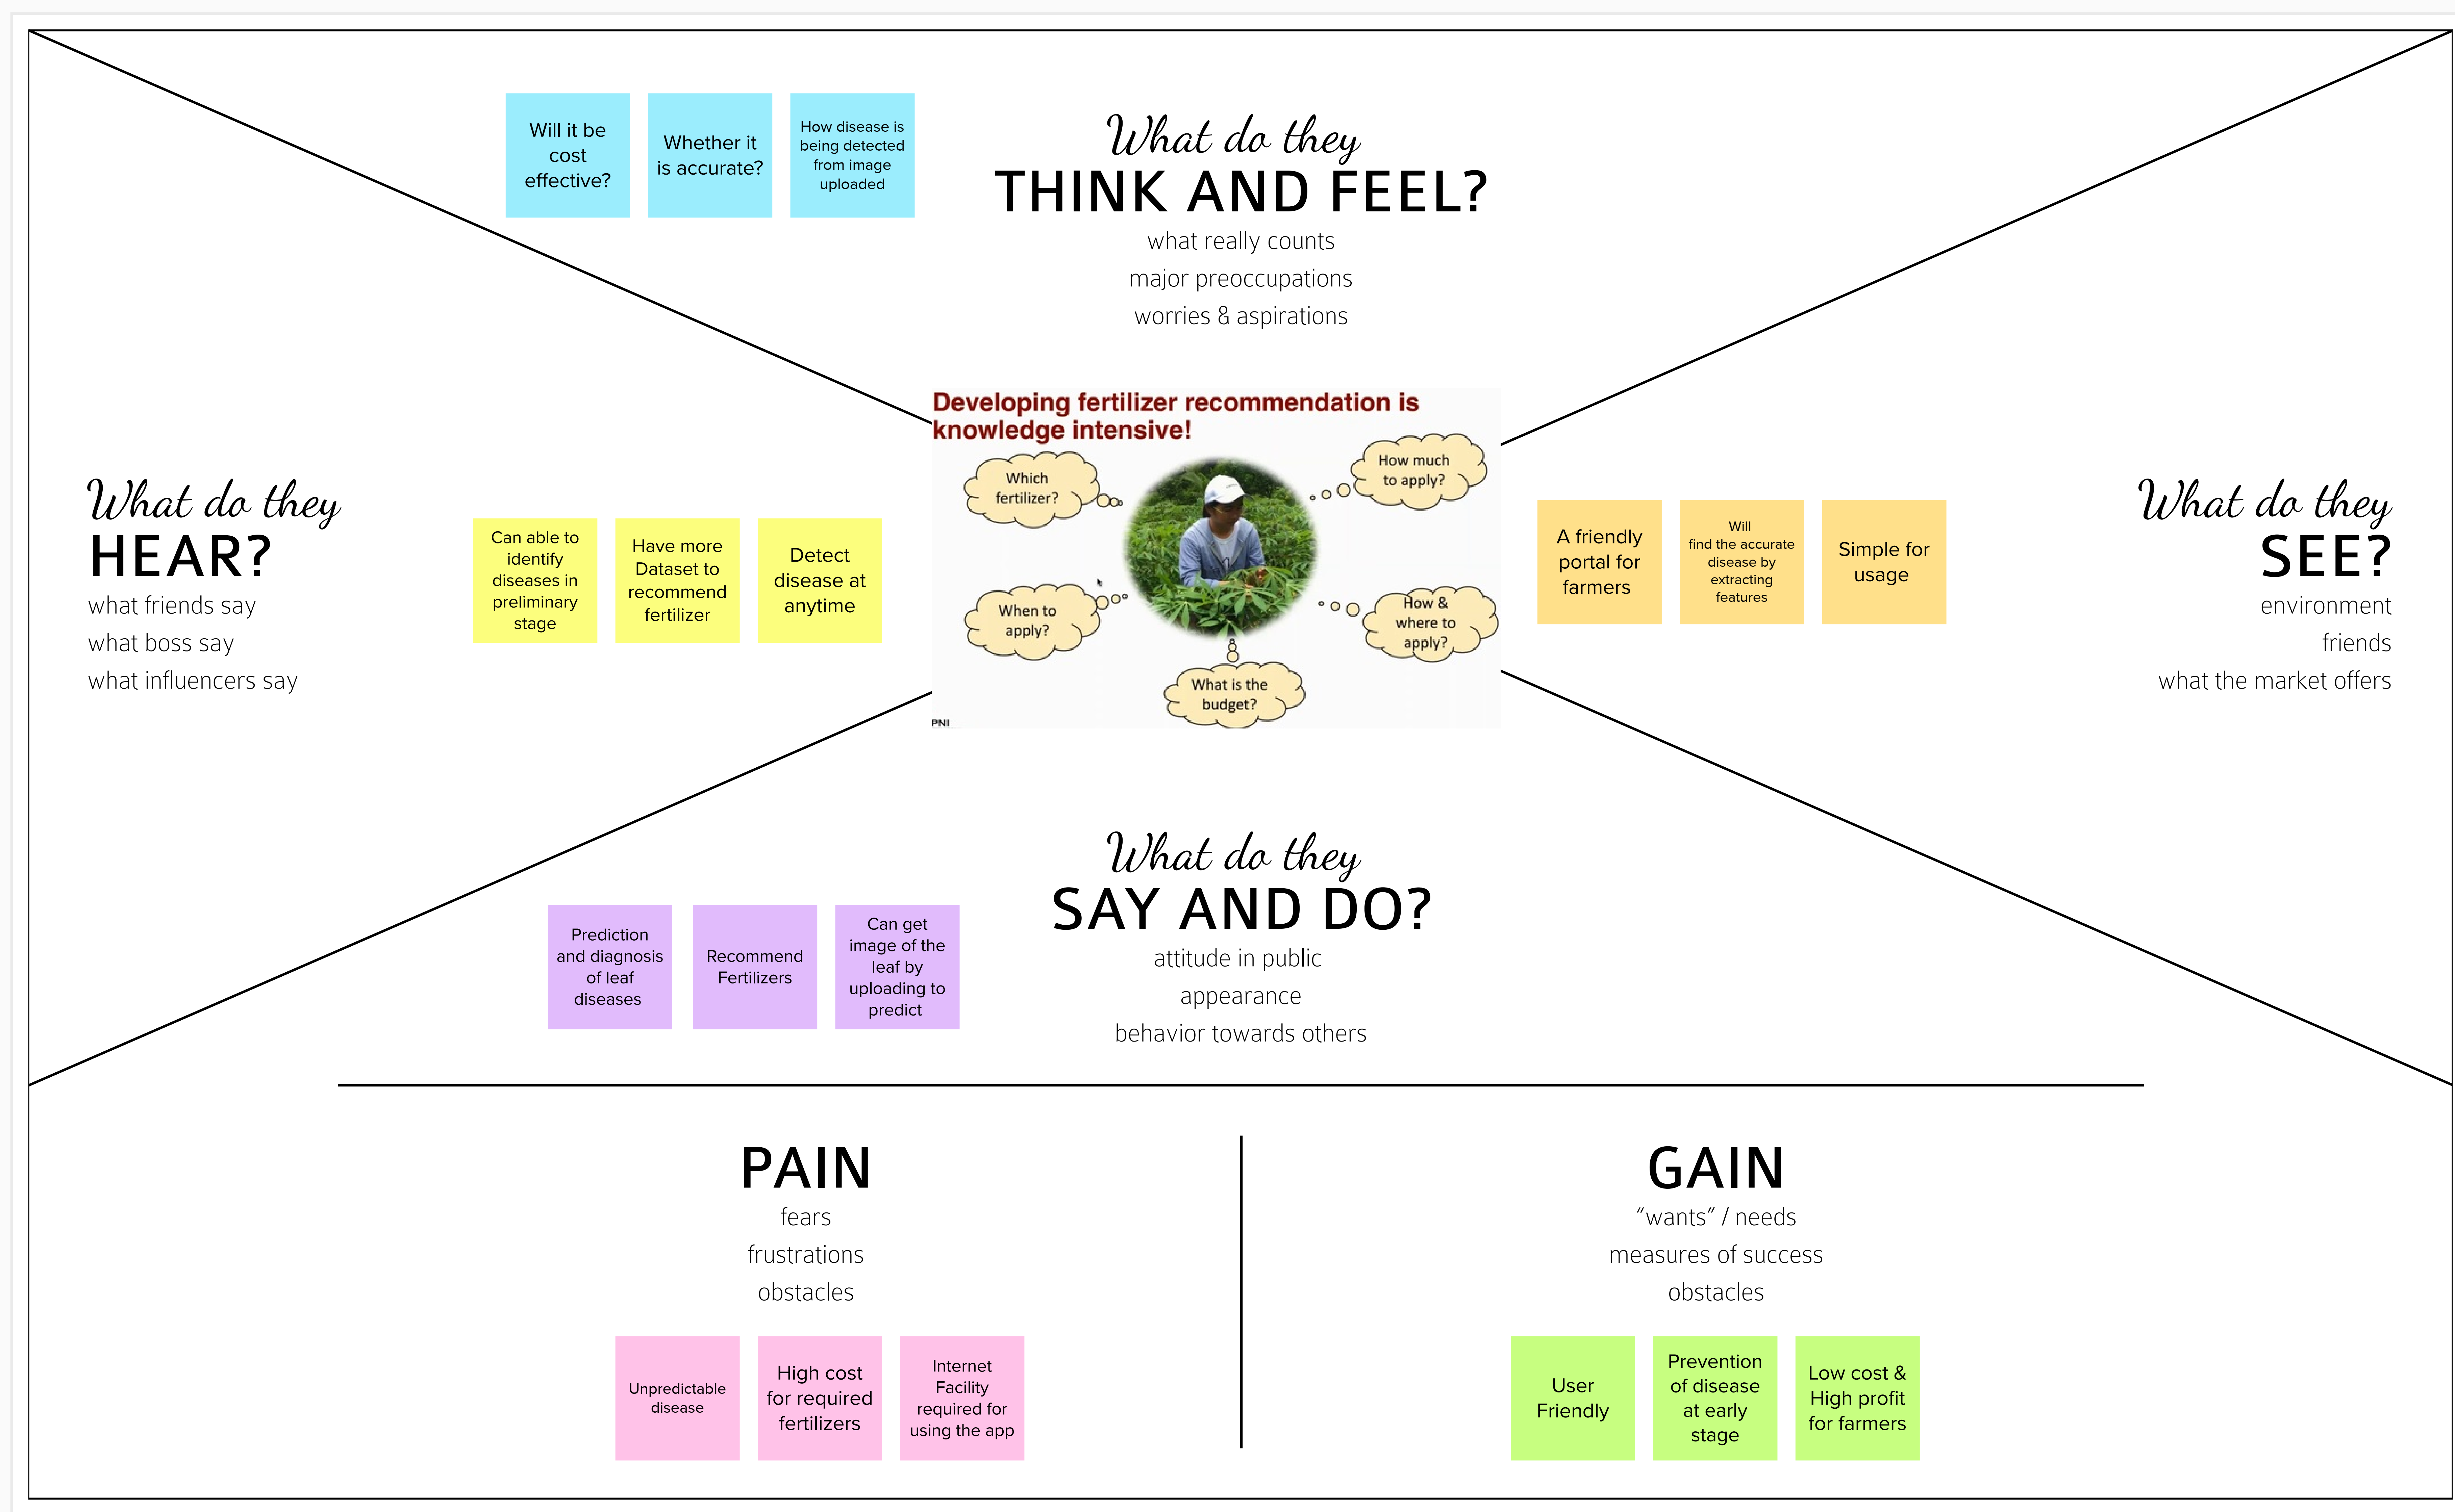 Will it be
cost
effective?
Whether it
is accurate?
How disease is
being detected
from image
uploaded
What do they
THINK AND FEEL?
what really counts
major preoccupations
worries & aspirations
What do they
HEAR?
what friends say
what boss say
what influencers say
Can able to
identify
diseases in
preliminary
stage
Have more
Dataset to
recommend
fertilizer
Detect
disease at
anytime
Developing fertilizer recommendation is
knowledge intensive!
Which
fertilizer?
How much
to apply?
When to
apply?
How &
where to
apply?
What is the
budget?
PNI
A friendly
portal for
farmers
Will
find the accurate
disease by
extracting
features
Simple for
usage
What do they
SEE?
environment
friends
what the market offers
What do they
SAY AND DO?
attitude in public
appearance
behavior towards others
Prediction
and diagnosis
of leaf
diseases
Recommend
Fertilizers
Can get
image of the
leaf by
uploading to
predict
PAIN
fears
frustrations
obstacles
Unpredictable
disease
High cost
for required
fertilizers
Internet
Facility
required for
using the app
GAIN
“wants” / needs
measures of success
obstacles
User
Friendly
Prevention
of disease
at early
stage
Low cost &
High profit
for farmers